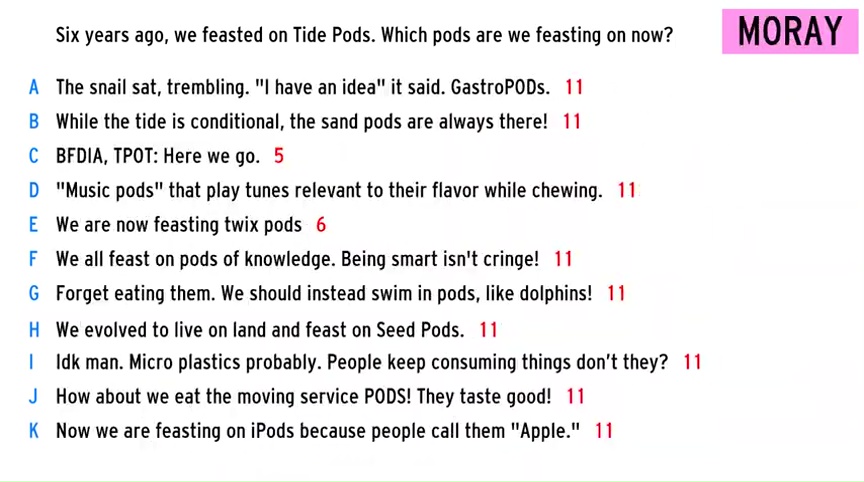 Six years ago, we feasted on Tide Pods. Which pods are we feasting on now?
MORAY
A The snail sat, trembling. "I have an idea" it said. GastroPODs. 11
B While the tide is conditional, the sand pods are always there! 11
C BFDIA, TPOT: Here we go. 5
D "Music pods" that play tunes relevant to their flavor while chewing. 11
E We are now feasting twix pods 6
F We all feast on pods of knowledge. Being smart isn't cringe! 11
G Forget eating them. We should instead swim in pods, like dolphins! 11
H We evolved to live on land and feast on Seed Pods. 11
I Idk man. Micro plastics probably. People keep consuming things don’t they? 11
J How about we eat the moving service PODS! They taste good! 11
K Now we are feasting on iPods because people call them "Apple." 11